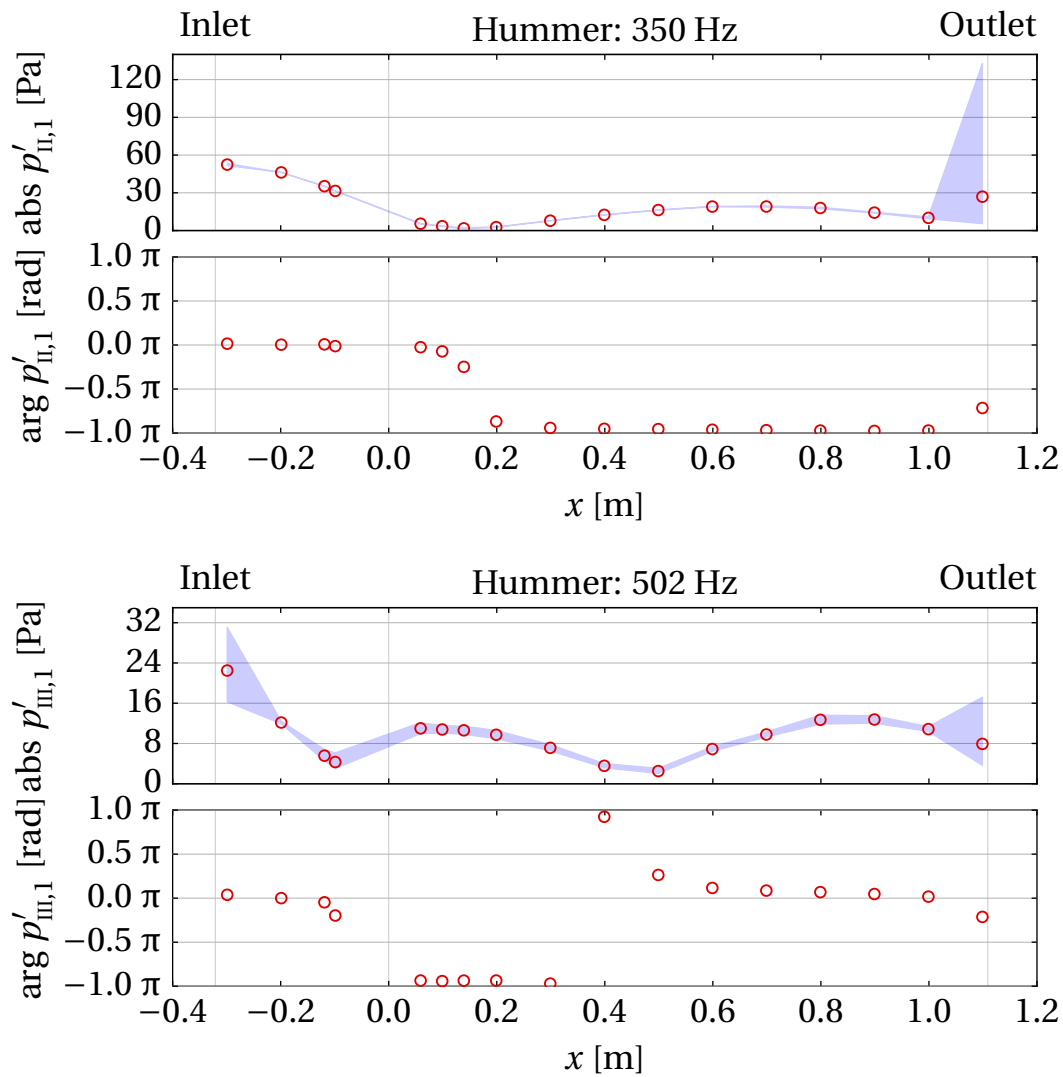 Inlet Hummer: 350 Hz Outlet
abs p′II,1 [Pa]
120
90
60
30
0
arg p′II,1 [rad]
1.0 π
0.5 π
0.0 π
−0.5 π
−1.0 π
−0.4 −0.2 0.0 0.2 0.4 0.6 0.8 1.0 1.2
x [m]
Inlet Hummer: 502 Hz Outlet
abs p′III,1 [Pa]
32
24
16
8
0
arg p′III,1 [rad]
1.0 π
0.5 π
0.0 π
−0.5 π
−1.0 π
−0.4 −0.2 0.0 0.2 0.4 0.6 0.8 1.0 1.2
x [m]